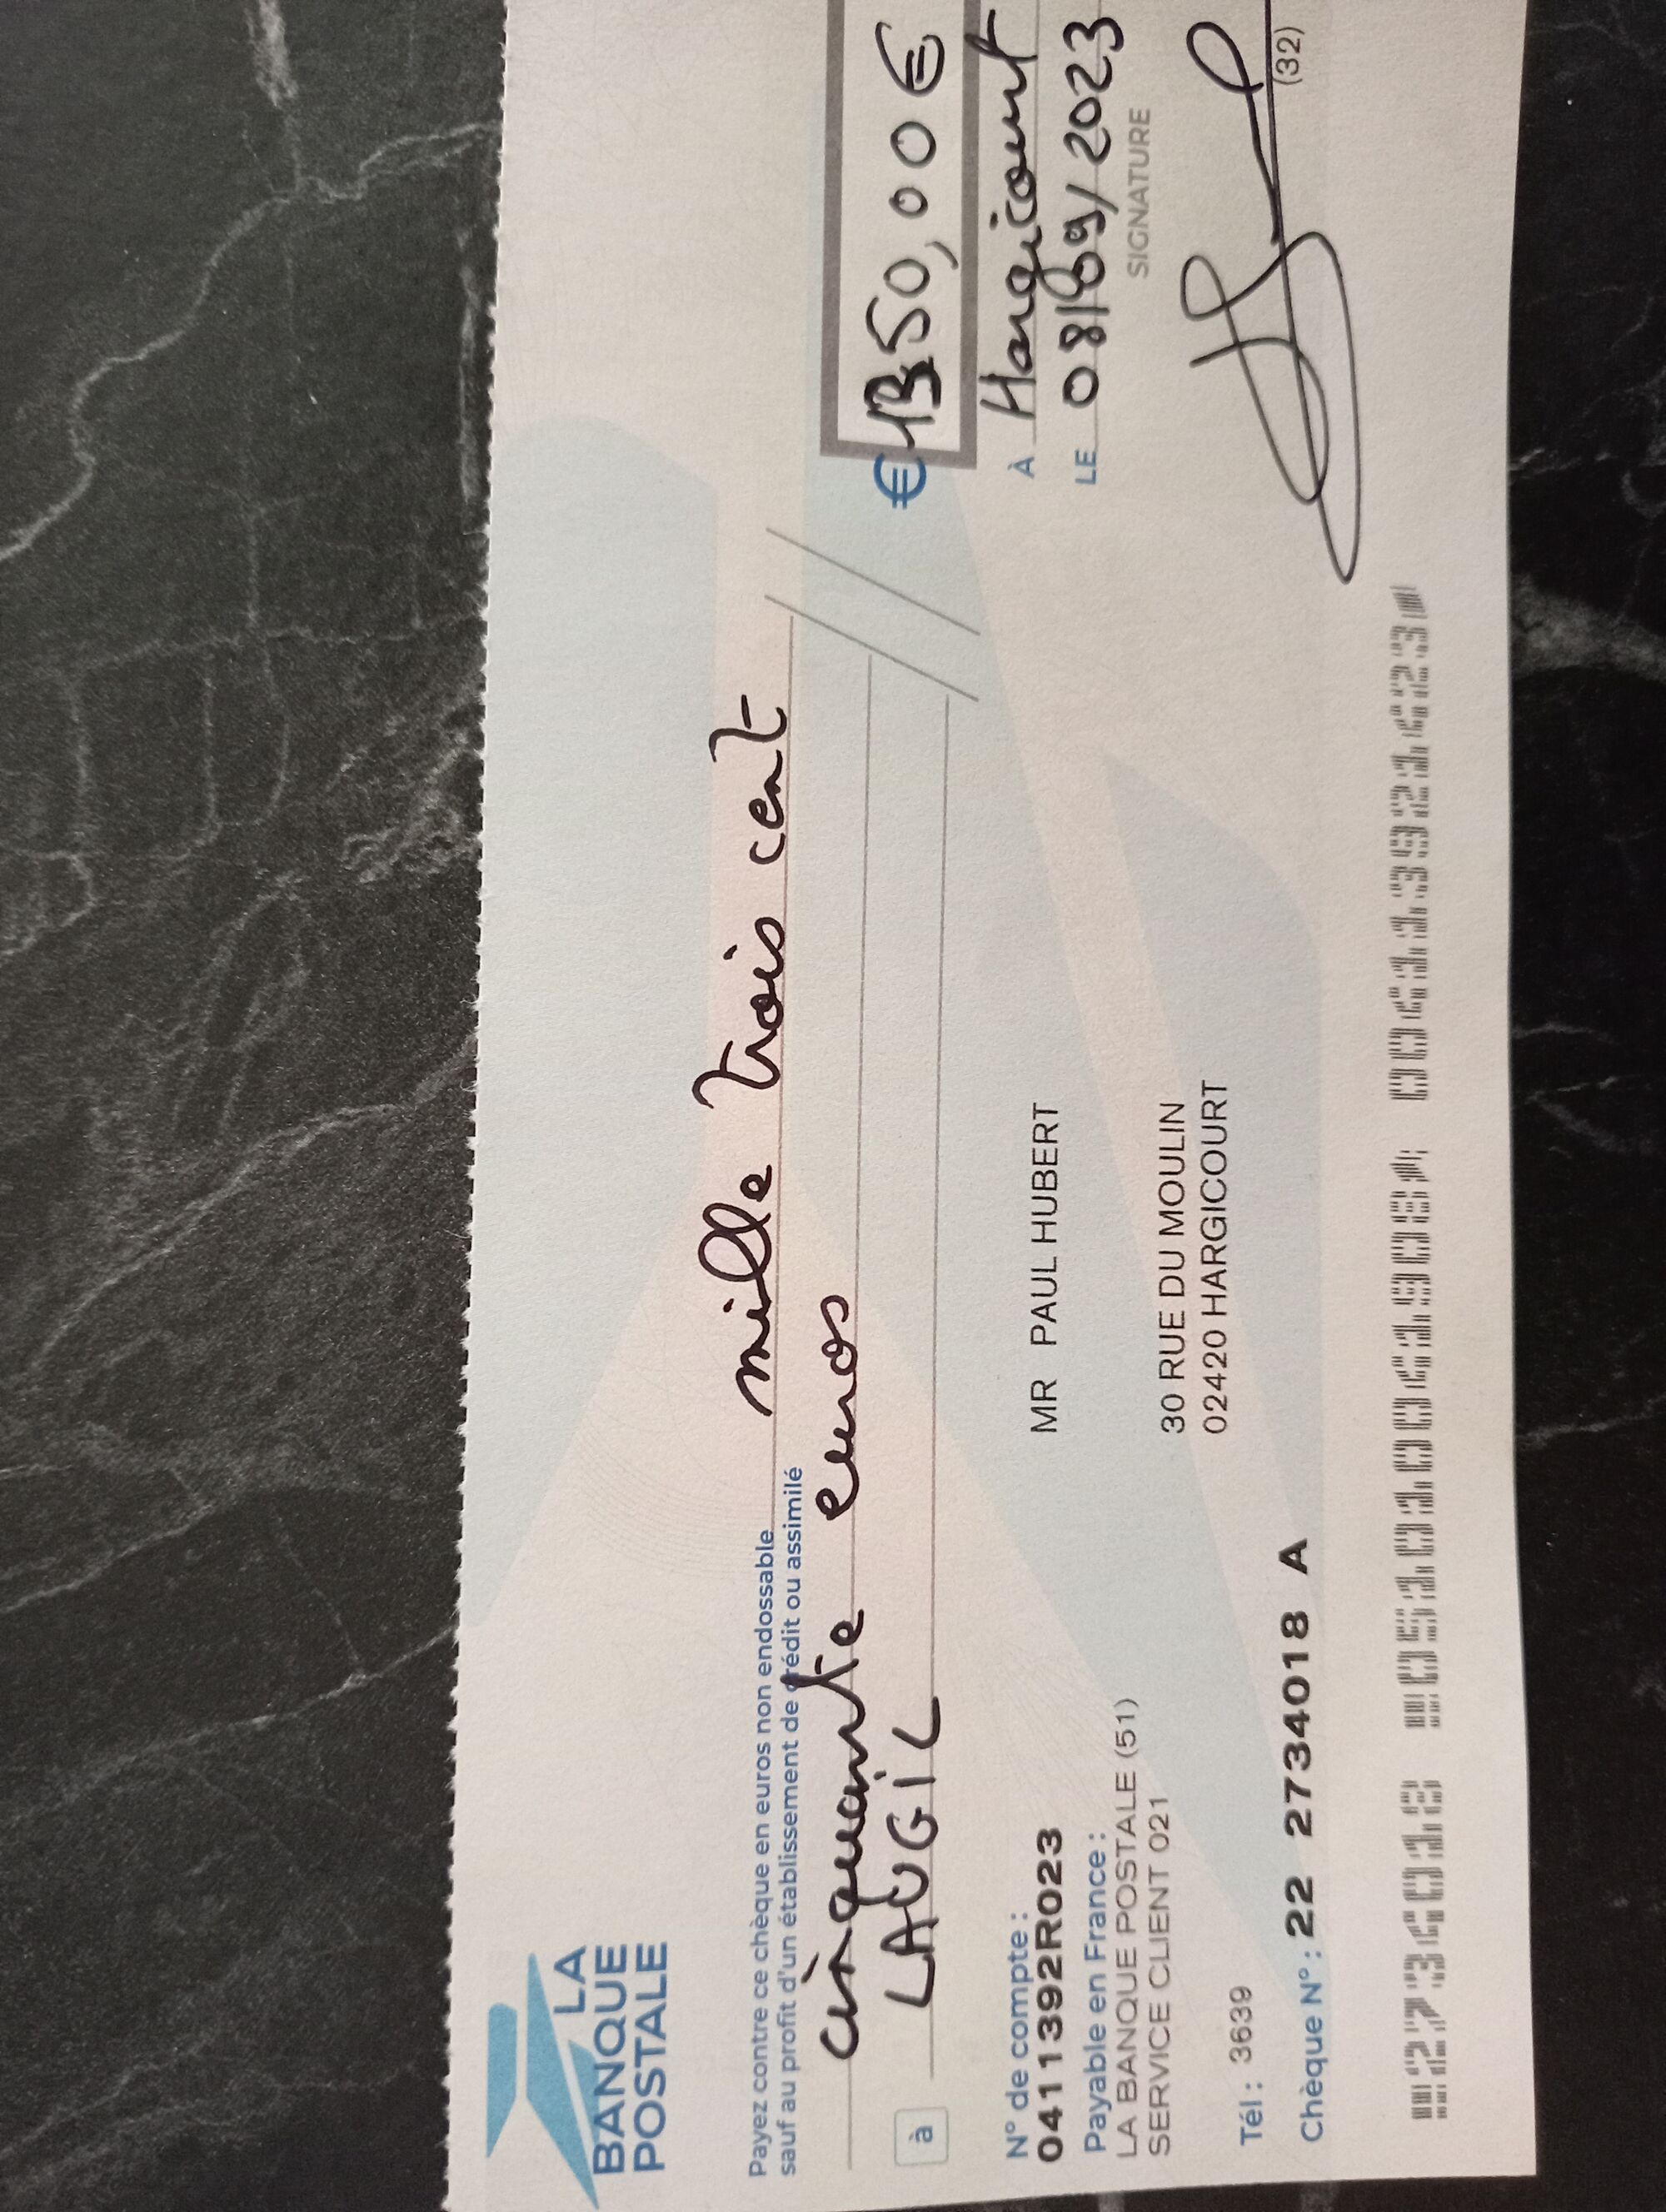 LA
BANQUE
POSTALE
Payez contre ce chèque en euros non endossable
sauf au profit d'un établissement de crédit ou assimilé
mille trois cent
cinquante euros
à LAUGIL
€ 1350,00 €
À Hargicourt
LE 08/09/2023
SIGNATURE
N° de compte :
0411392R023
Payable en France :
LA BANQUE POSTALE (51)
SERVICE CLIENT 021
MR PAUL HUBERT
30 RUE DU MOULIN
02420 HARGICOURT
Tél : 3639
Chèque N° : 22 2734018 A
(32)